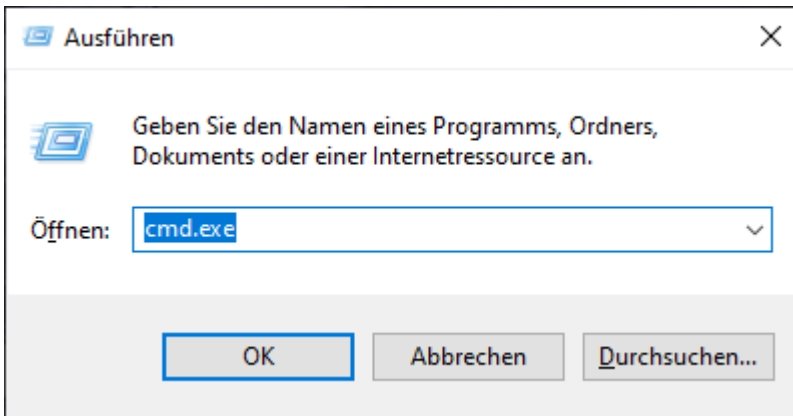 Ausführen
Geben Sie den Namen eines Programms, Ordners,
Dokuments oder einer Internetressource an.
Öffnen: cmd.exe
OK Abbrechen Durchsuchen...